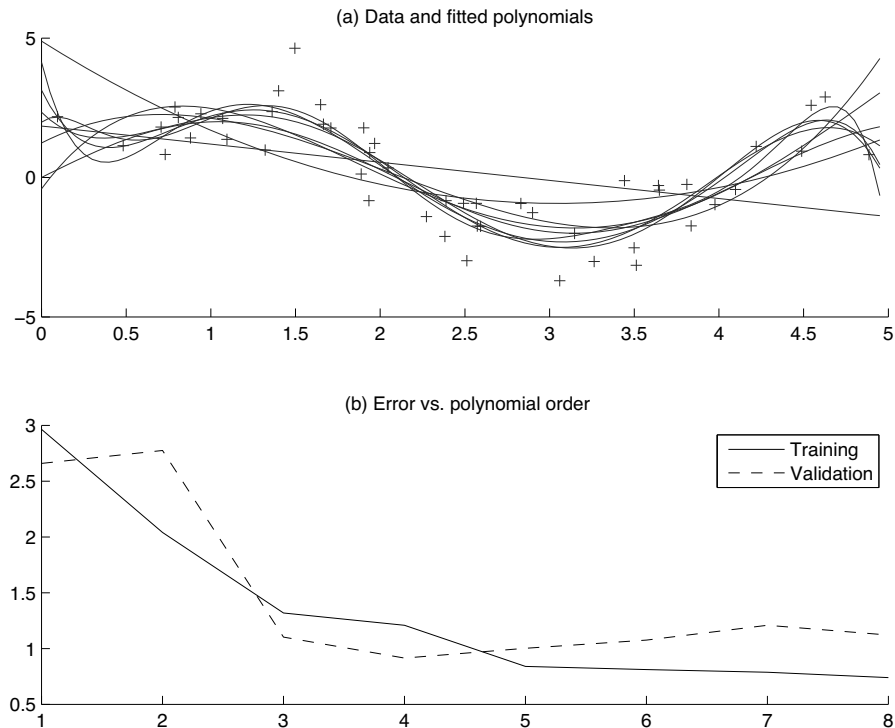 (a) Data and fitted polynomials
5
0
−5
0 0.5 1 1.5 2 2.5 3 3.5 4 4.5 5
(b) Error vs. polynomial order
3
2.5
2
1.5
1
0.5
Training
Validation
1 2 3 4 5 6 7 8